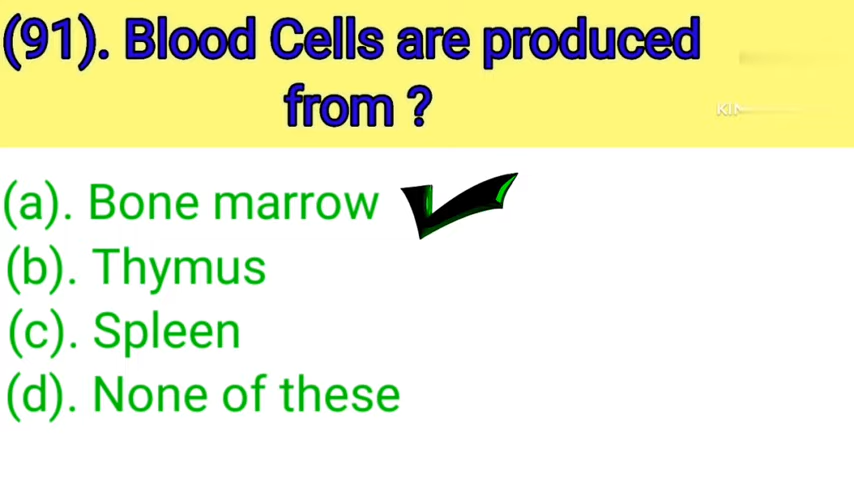 (91). Blood Cells are produced
from ?
(a). Bone marrow
(b). Thymus
(c). Spleen
(d). None of these